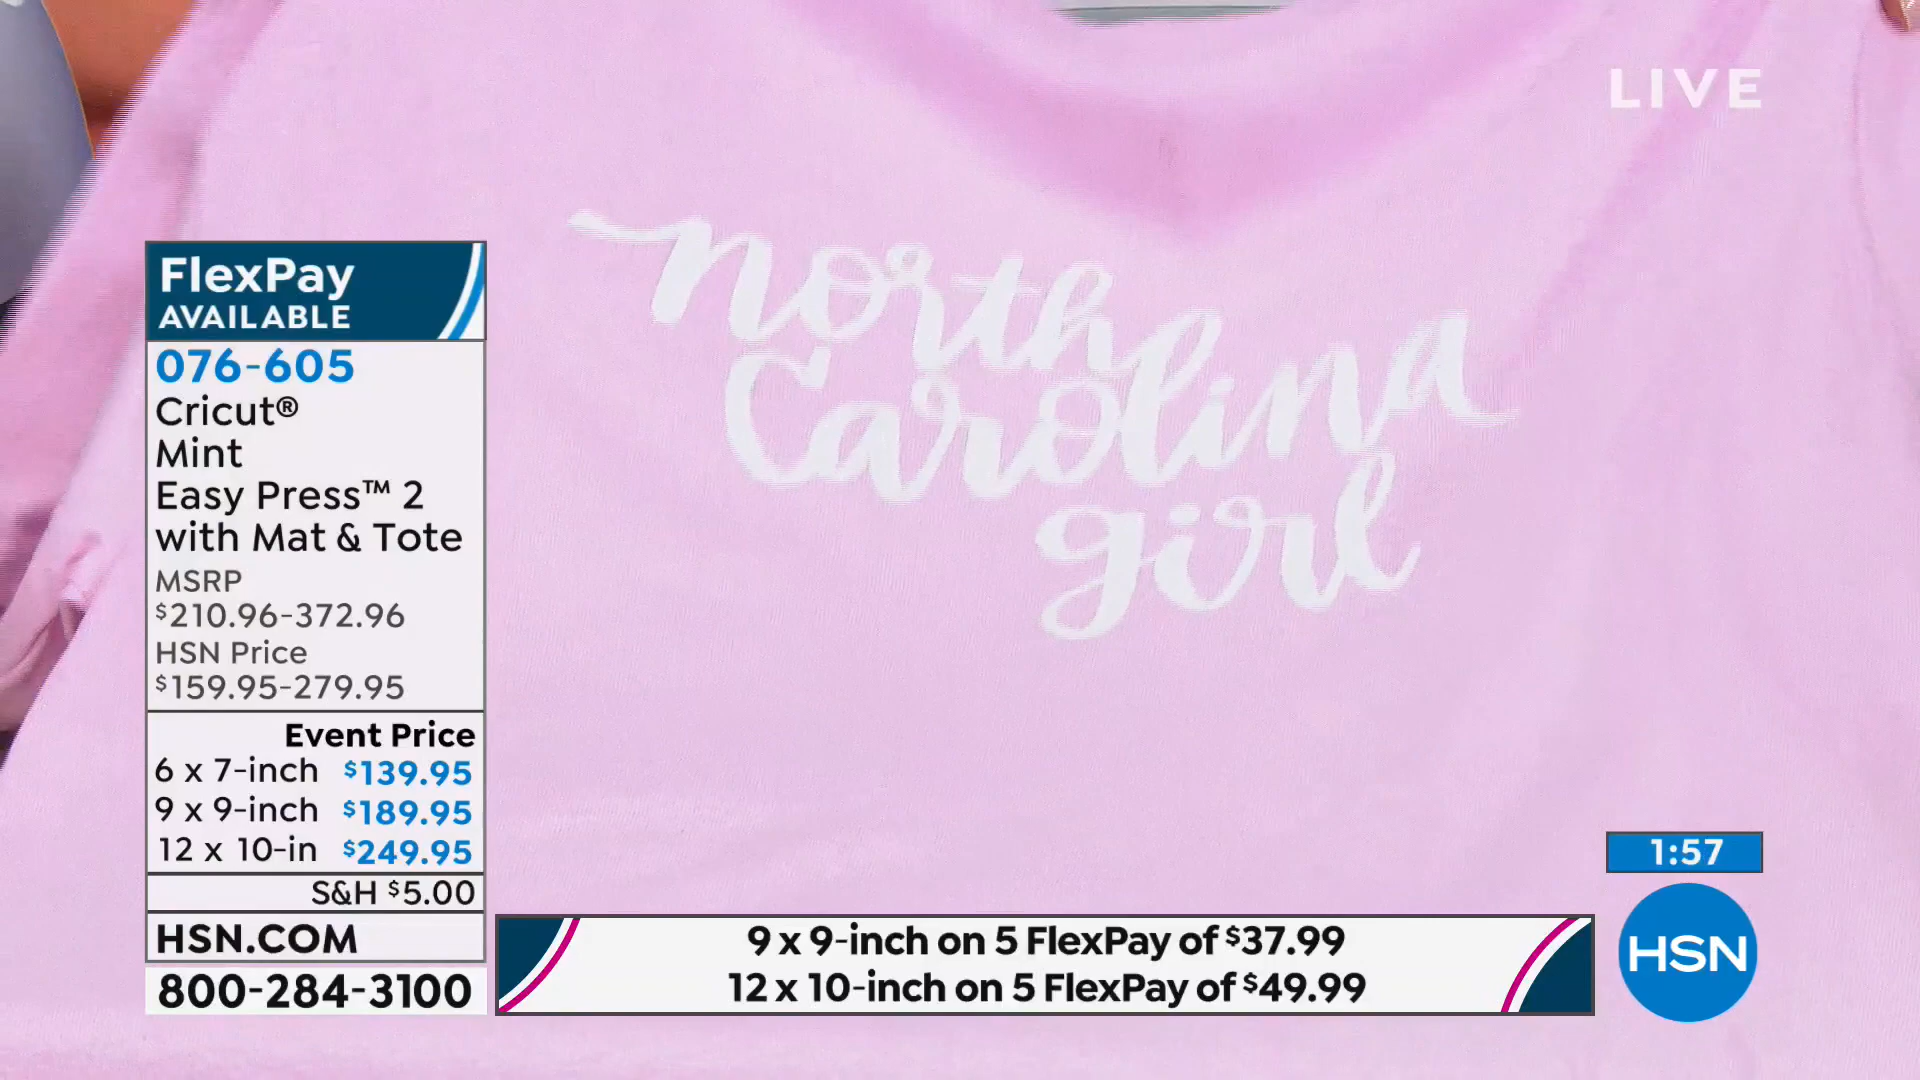 LIVE
north
Carolina
girl
FlexPay
AVAILABLE
076-605
Cricut®
Mint
Easy Press™ 2
with Mat & Tote
MSRP
$210.96-372.96
HSN Price
$159.95-279.95
Event Price
6 x 7-inch $139.95
9 x 9-inch $189.95
12 x 10-in $249.95
S&H $5.00
HSN.COM
800-284-3100
9 x 9-inch on 5 FlexPay of $37.99
12 x 10-inch on 5 FlexPay of $49.99
1:57
HSN